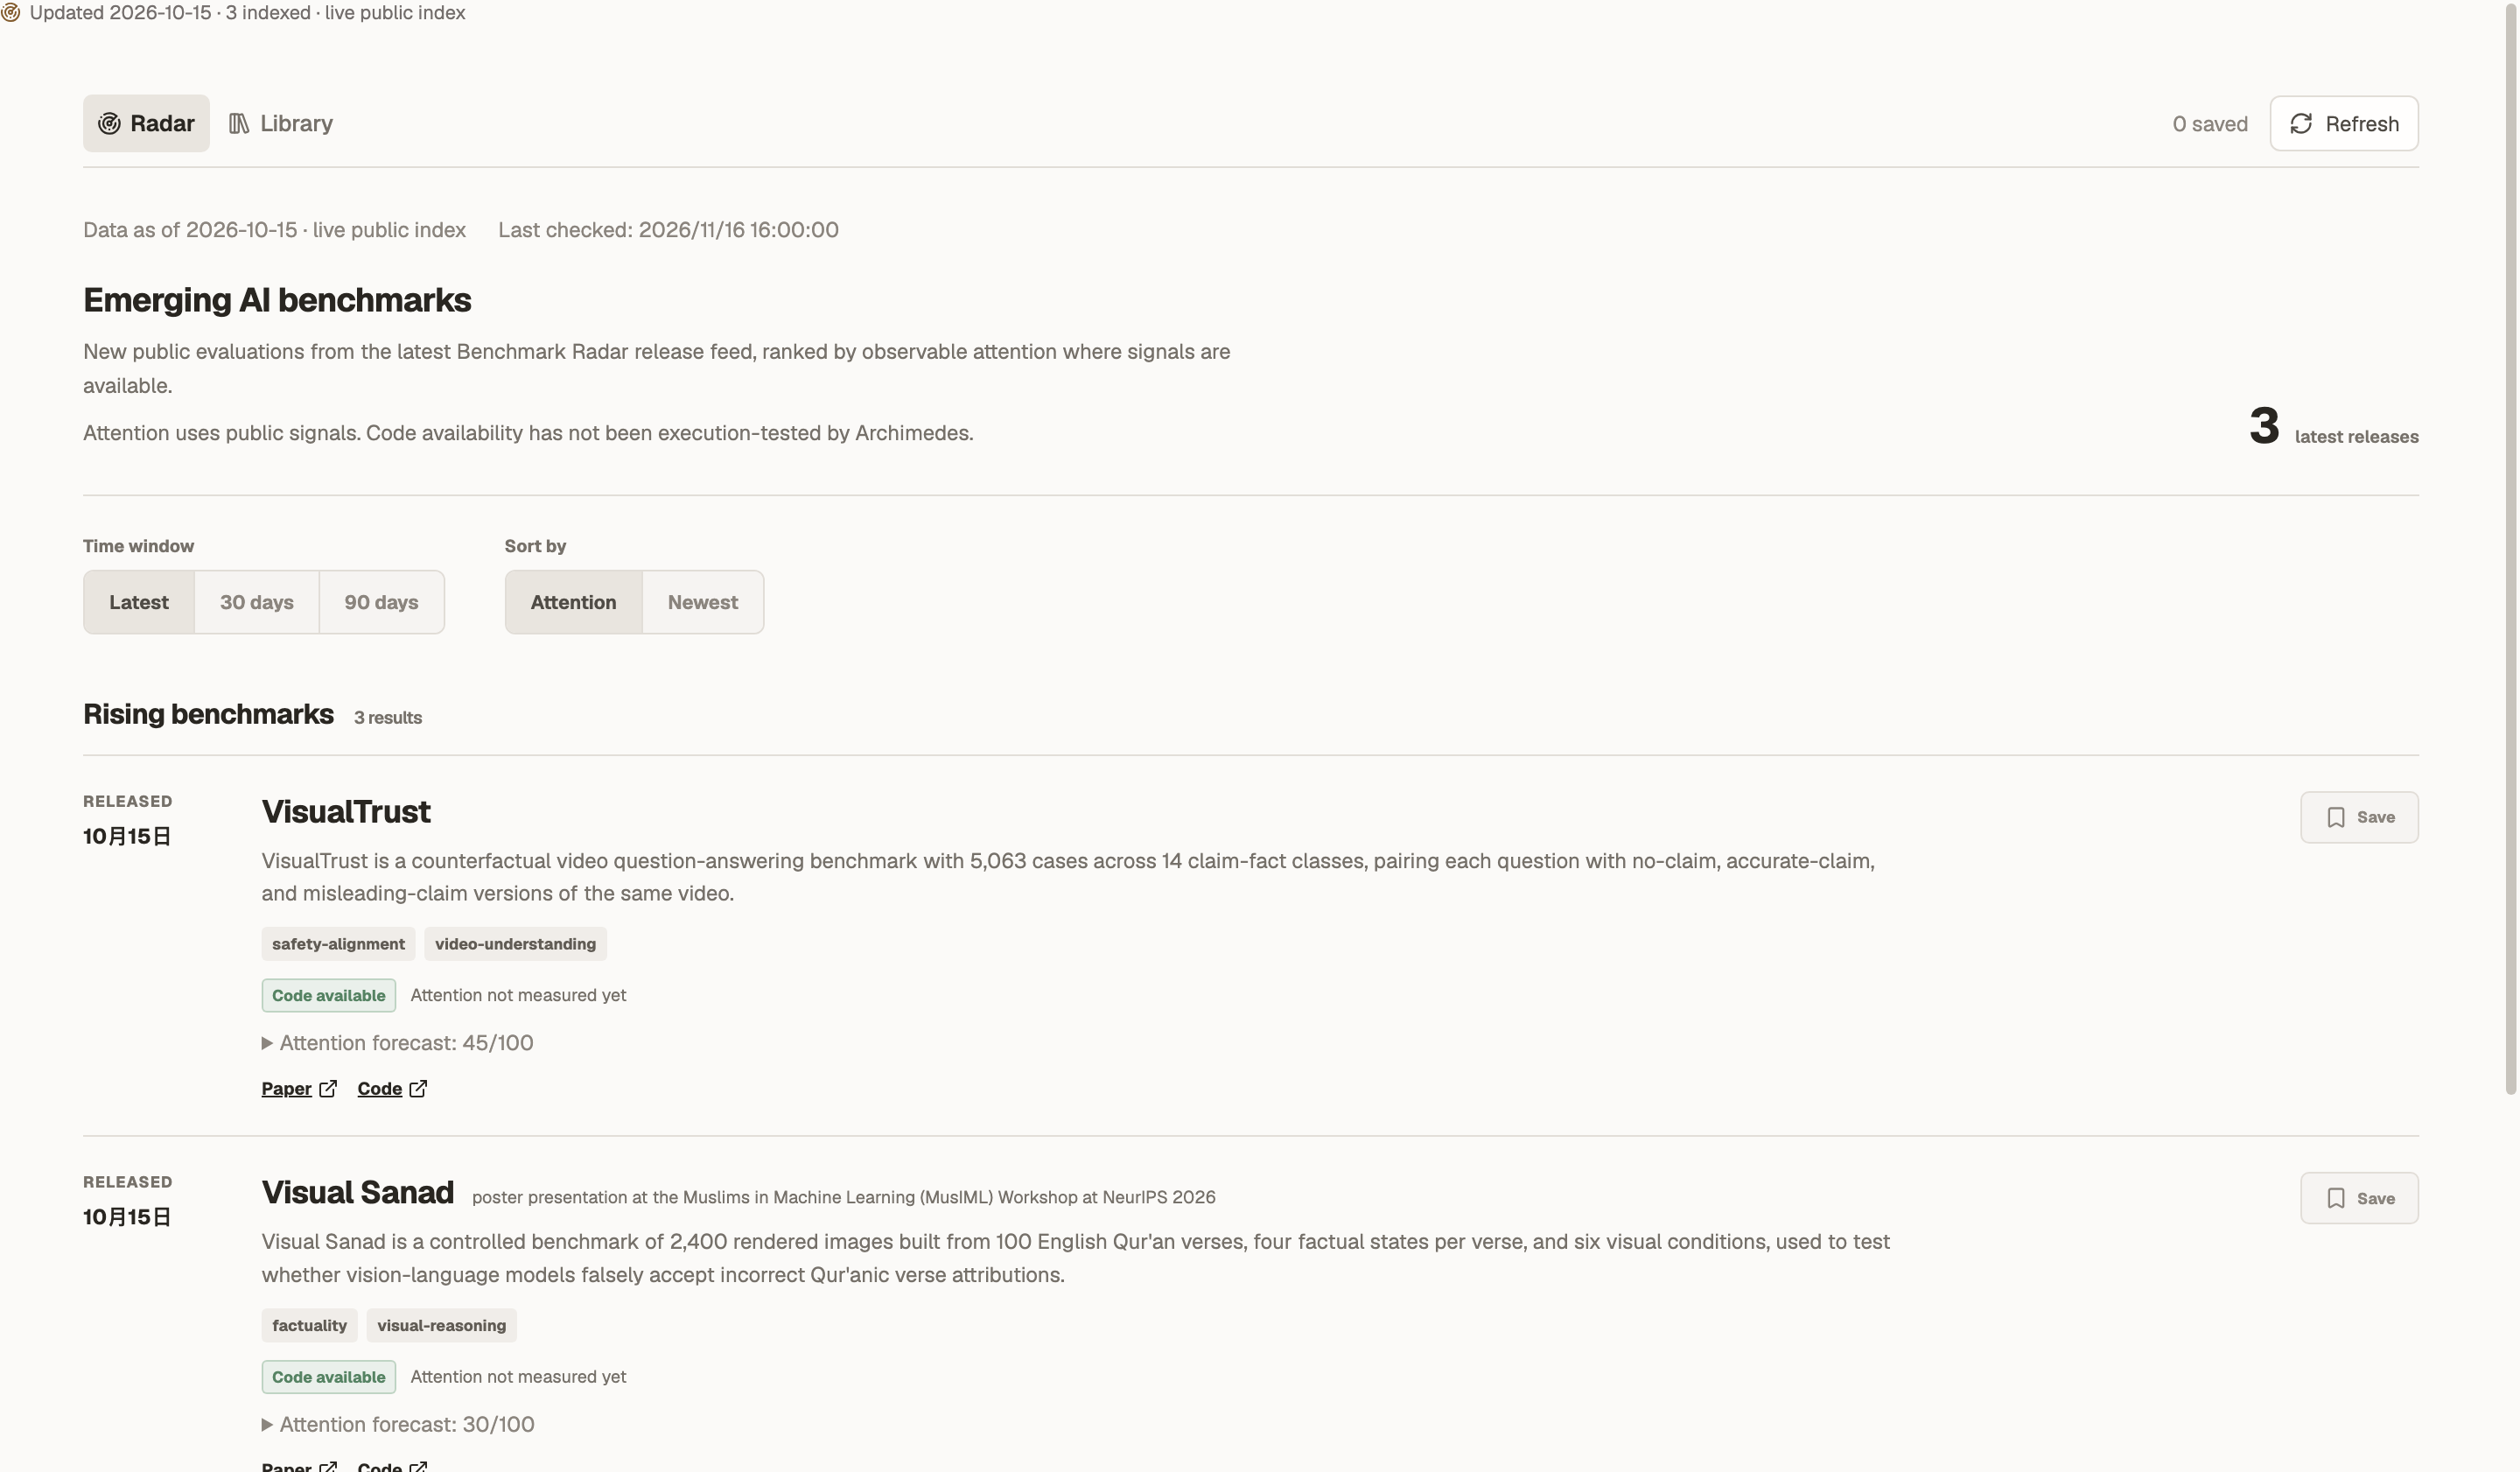 Updated 2026-10-15 · 3 indexed · live public index
Radar
Library
0 saved
Refresh
Data as of 2026-10-15 · live public index
Last checked: 2026/11/16 16:00:00
Emerging AI benchmarks
New public evaluations from the latest Benchmark Radar release feed, ranked by observable attention where signals are
available.
Attention uses public signals. Code availability has not been execution-tested by Archimedes.
3 latest releases
Time window
Sort by
Latest
30 days
90 days
Attention
Newest
Rising benchmarks 3 results
RELEASED
10月15日
VisualTrust
Save
VisualTrust is a counterfactual video question-answering benchmark with 5,063 cases across 14 claim-fact classes, pairing each question with no-claim, accurate-claim,
and misleading-claim versions of the same video.
safety-alignment
video-understanding
Code available
Attention not measured yet
Attention forecast: 45/100
Paper
Code
RELEASED
10月15日
Visual Sanad poster presentation at the Muslims in Machine Learning (MusIML) Workshop at NeurIPS 2026
Save
Visual Sanad is a controlled benchmark of 2,400 rendered images built from 100 English Qur'an verses, four factual states per verse, and six visual conditions, used to test
whether vision-language models falsely accept incorrect Qur'anic verse attributions.
factuality
visual-reasoning
Code available
Attention not measured yet
Attention forecast: 30/100
Paper
Code